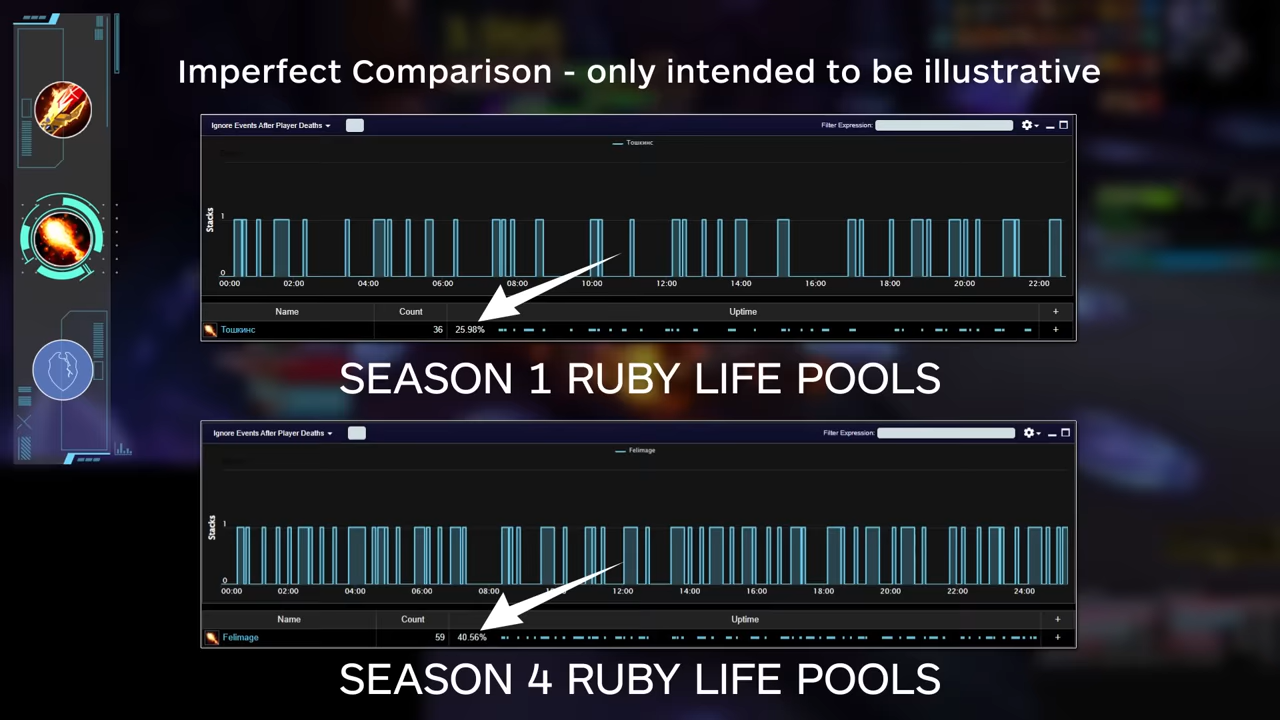 Imperfect Comparison - only intended to be illustrative
Ignore Events After Player Deaths Filter Expression:
Тошкинс
Stacks
1
0
00:00 02:00 04:00 06:00 08:00 10:00 12:00 14:00 16:00 18:00 20:00 22:00
Name Count Uptime +
Тошкинс 36 25.98% +
SEASON 1 RUBY LIFE POOLS
Ignore Events After Player Deaths Filter Expression:
Felimage
Stacks
1
0
00:00 02:00 04:00 06:00 08:00 12:00 14:00 16:00 18:00 20:00 22:00 24:00
Name Count Uptime +
Felimage 59 40.56% +
SEASON 4 RUBY LIFE POOLS